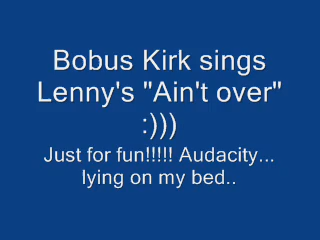 Bobus Kirk sings
Lenny's "Ain't over"
:)))
Just for fun!!!!! Audacity...
lying on my bed..